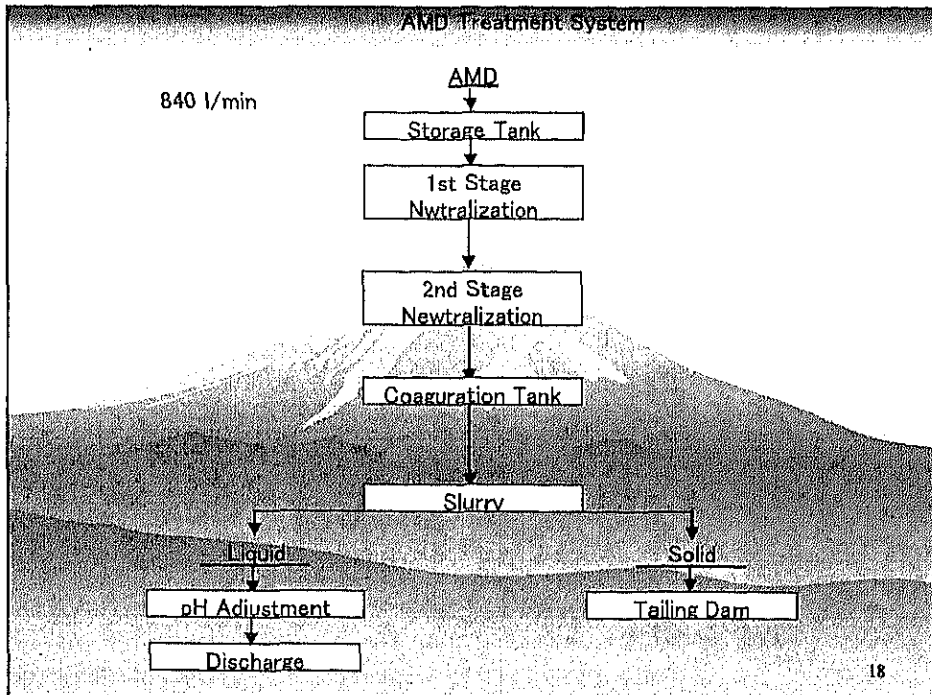 AMD Treatment System
AMD
840 l/min
Storage Tank
1st Stage
Nwtralization
2nd Stage
Newtralization
Coaguration Tank
Slurry
Liquid
Solid
pH Adjustment
Tailing Dam
Discharge
18